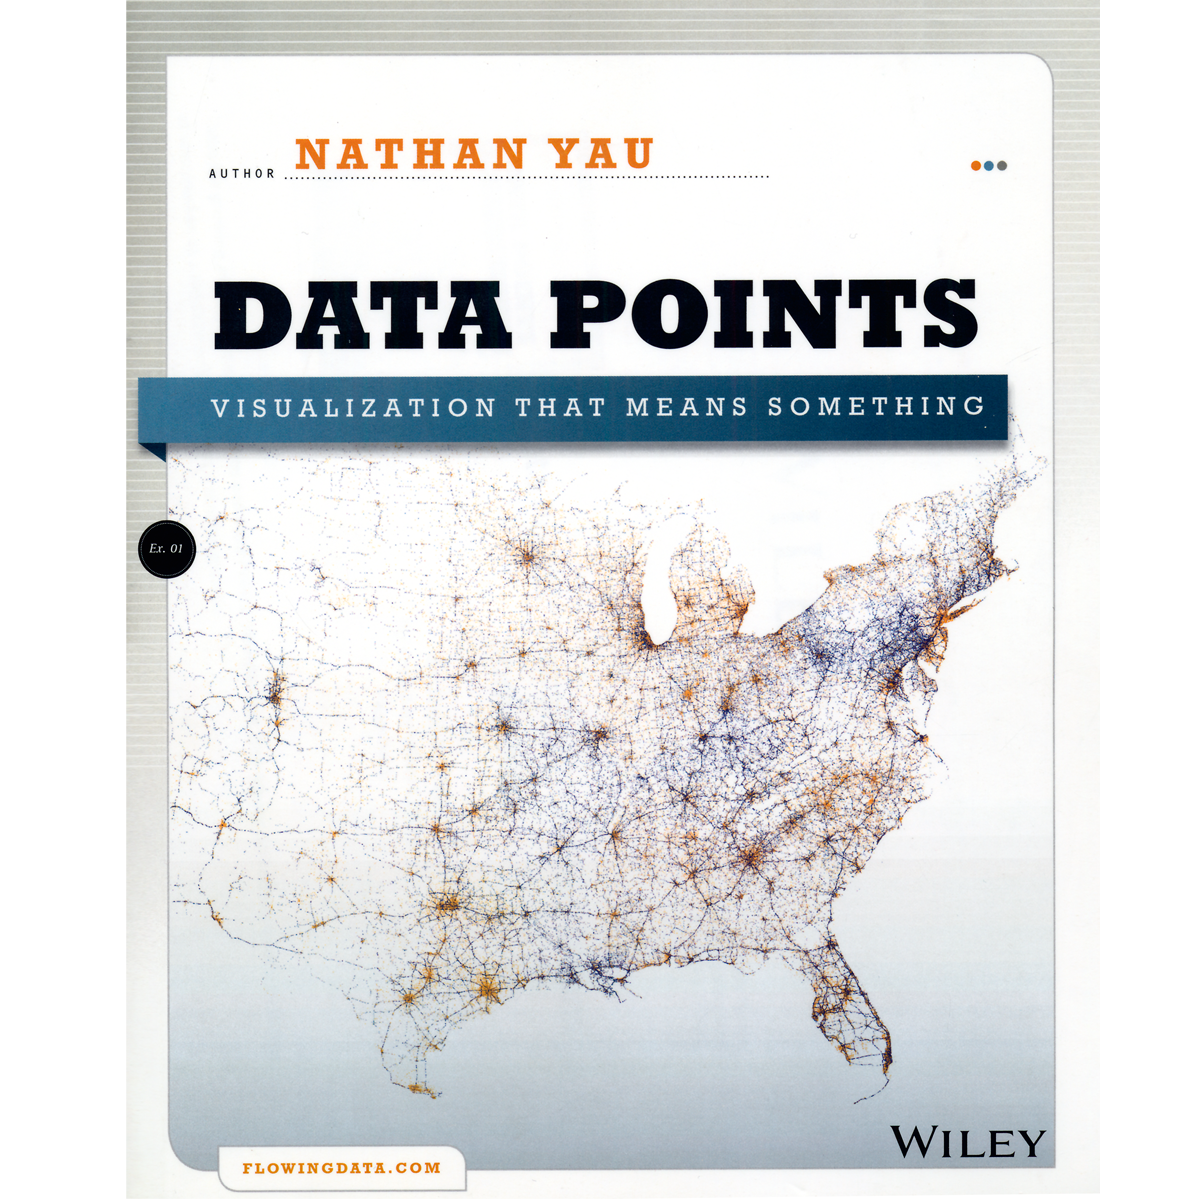 AUTHOR NATHAN YAU
DATA POINTS
VISUALIZATION THAT MEANS SOMETHING
Ex. 01
WILEY
FLOWINGDATA.COM